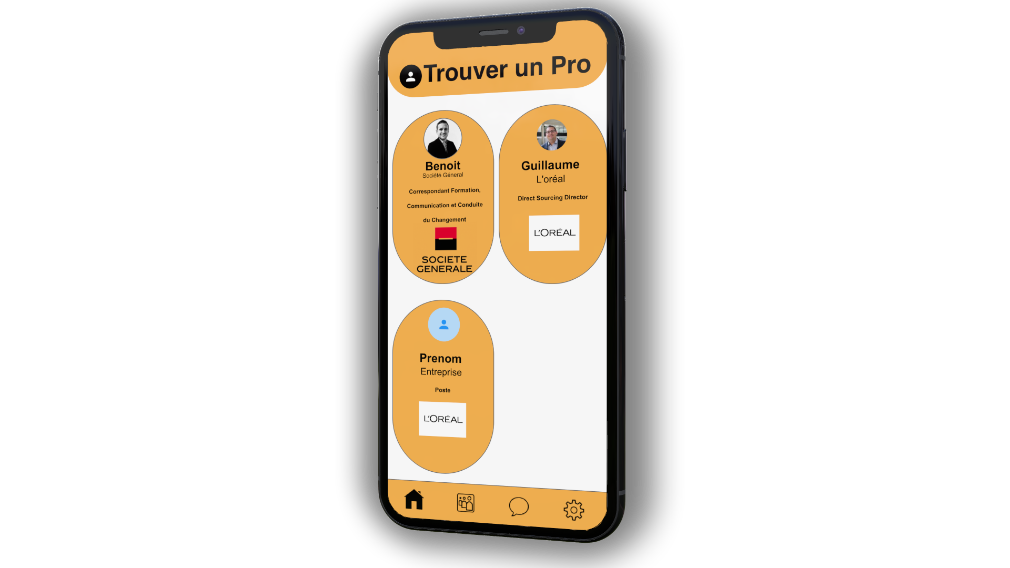 Trouver un Pro
Benoit
Société Général
Correspondant Formation,
Communication et Conduite
du Changement
SOCIETE
GENERALE
Guillaume
L'oréal
Direct Sourcing Director
L'ORÉAL
Prenom
Entreprise
Poste
L'ORÉAL